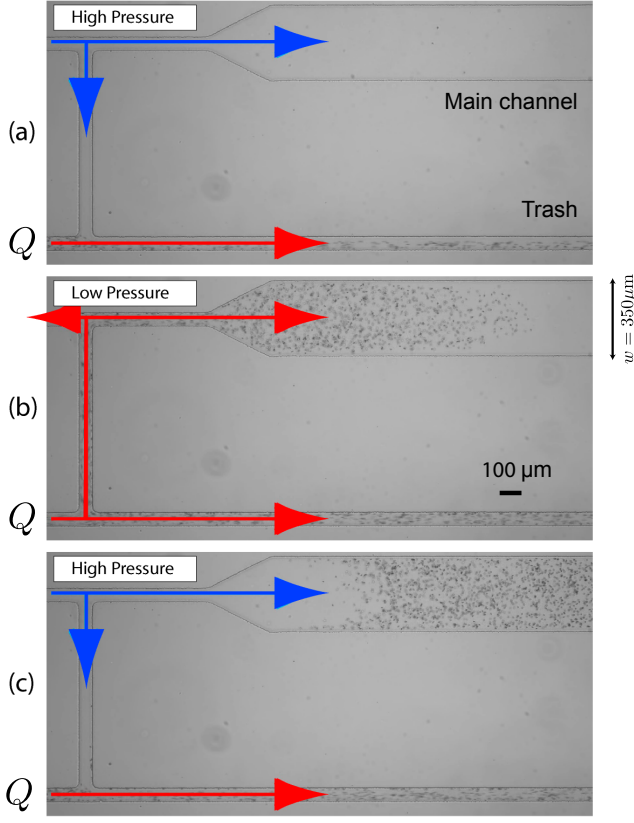 High Pressure
Main channel
(a)
Trash
Q
Low Pressure
w = 350μm
(b)
100 μm
Q
High Pressure
(c)
Q